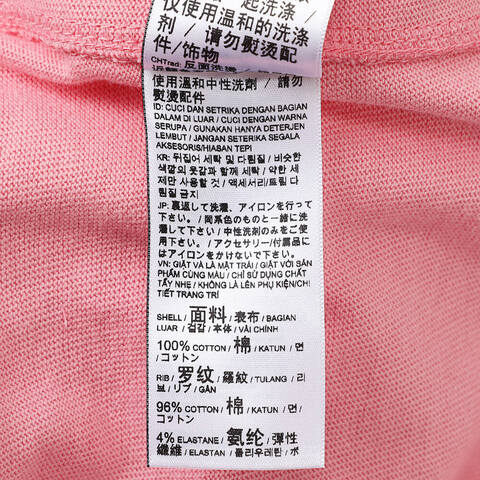 一起洗涤 /
仅使用温和的洗涤
剂 / 请勿熨烫配
件/饰物
CHTrad: 反面洗滌
使用溫和中性洗劑 / 請勿
熨燙配件
ID: CUCI DAN SETRIKA DENGAN BAGIAN
DALAM DI LUAR / CUCI DENGAN WARNA
SERUPA / GUNAKAN HANYA DETERJEN
LEMBUT / JANGAN SETERIKA SEGALA
AKSESORIS/HIASAN TEPI
KR: 뒤집어 세탁 및 다림질 / 비슷한
색깔의 옷감과 함께 세탁 / 약한 세
제만 사용할 것 / 액세서리/트림 다
림질 금지
JP: 裏返して洗濯、アイロンを行って
下さい。/ 同系色のものと一緒に洗
って下さい / 中性洗剤のみをご使
用下さい。/ アクセサリー/付属品に
はアイロンをかけないで下さい。
VN: GIẶT VÀ LÀ MẶT TRÁI / GIẶT VỚI SẢN
PHẨM CÙNG MÀU / CHỈ SỬ DỤNG CHẤT
TẨY NHẸ / KHÔNG LÀ LÊN PHỤ KIỆN/CHI
TIẾT TRANG TRÍ
SHELL / 面料 / 表布 / BAGIAN
LUAR / 겉감 / 本体 / VẢI CHÍNH
100% COTTON / 棉 / KATUN / 면
/ コットン
RIB / 罗纹 / 羅紋 / TULANG / 리
브 / リブ / GÂN
96% COTTON / 棉 / KATUN / 면 /
コットン
4% ELASTANE / 氨纶 / 彈性
纖維 / ELASTAN / 폴리우레탄 / ポ